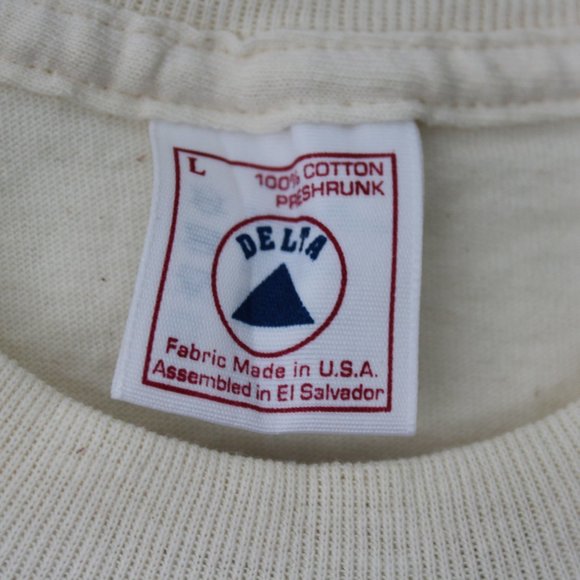 L
100% COTTON
PRESHRUNK
DELTA
Fabric Made in U.S.A.
Assembled in El Salvador